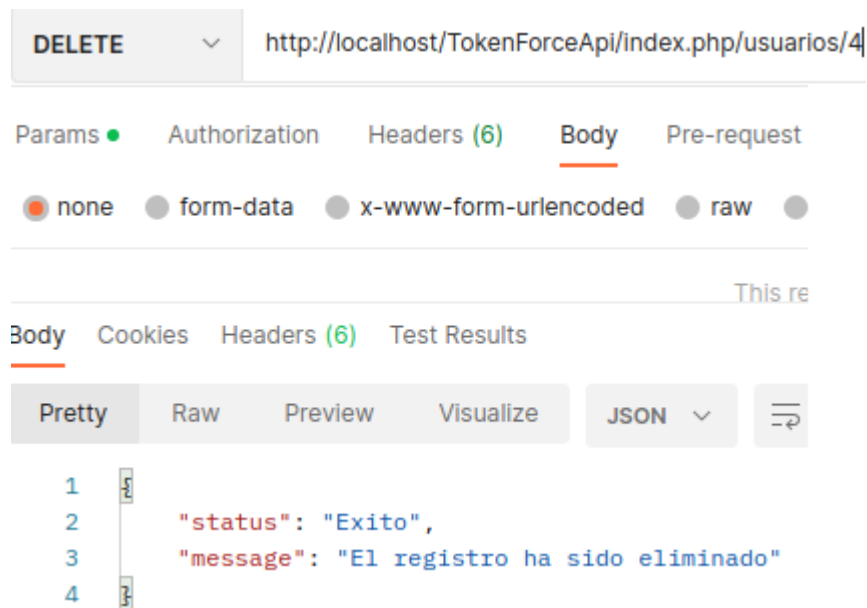 DELETE http://localhost/TokenForceApi/index.php/usuarios/4
Params Authorization Headers (6) Body Pre-request
none form-data x-www-form-urlencoded raw
This re
Body Cookies Headers (6) Test Results
Pretty Raw Preview Visualize JSON
1 {
2 "status": "Exito",
3 "message": "El registro ha sido eliminado"
4 }